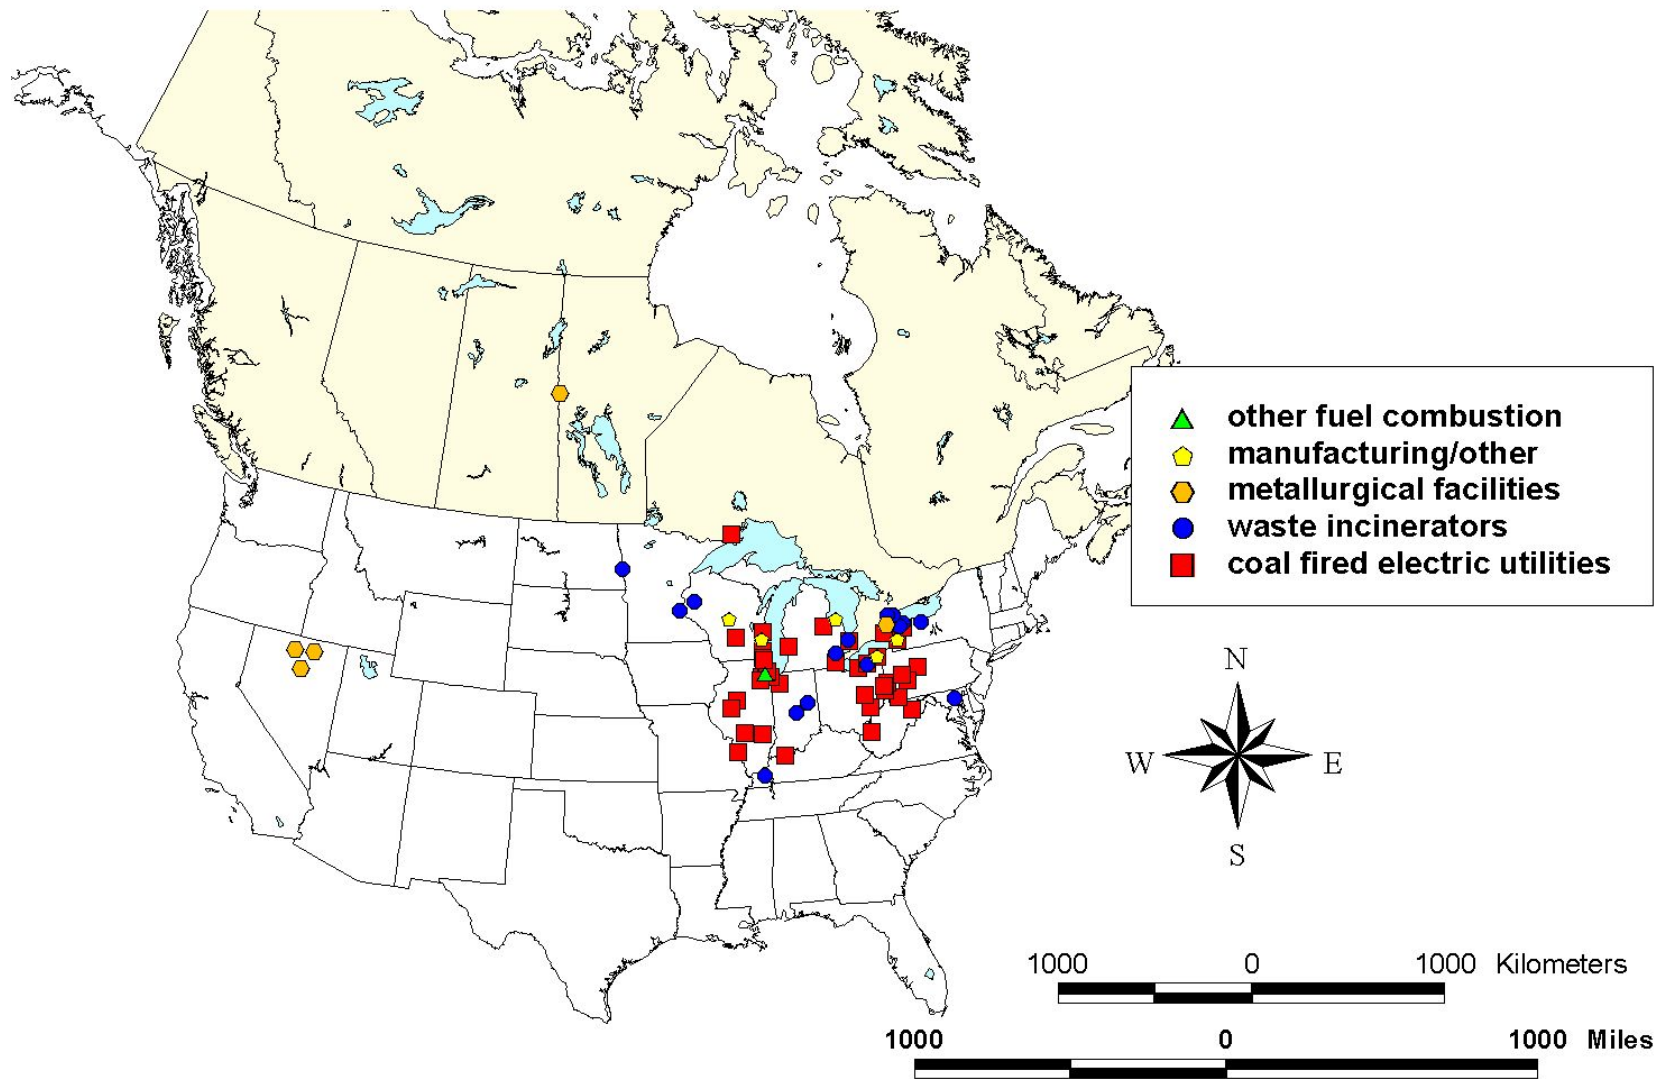 other fuel combustion
manufacturing/other
metallurgical facilities
waste incinerators
coal fired electric utilities
N
W E
S
1000 0 1000 Kilometers
1000 0 1000 Miles